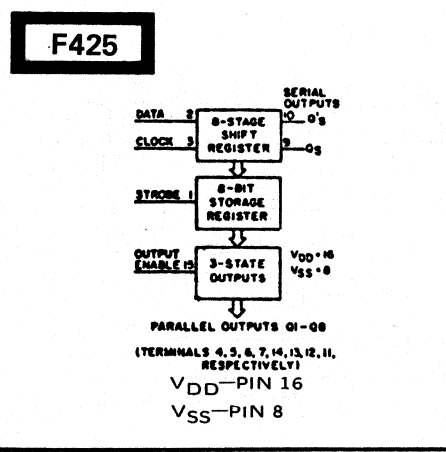 F425
SERIAL
OUTPUTS
DATA 2
8-STAGE
SHIFT
REGISTER
10 Q'S
CLOCK 3
9 QS
STROBE 1
8-BIT
STORAGE
REGISTER
OUTPUT
ENABLE 15
3-STATE
OUTPUTS
VDD=16
VSS=8
PARALLEL OUTPUTS Q1-Q8
(TERMINALS 4, 5, 6, 7, 14, 13, 12, 11,
RESPECTIVELY)
VDD—PIN 16
VSS—PIN 8